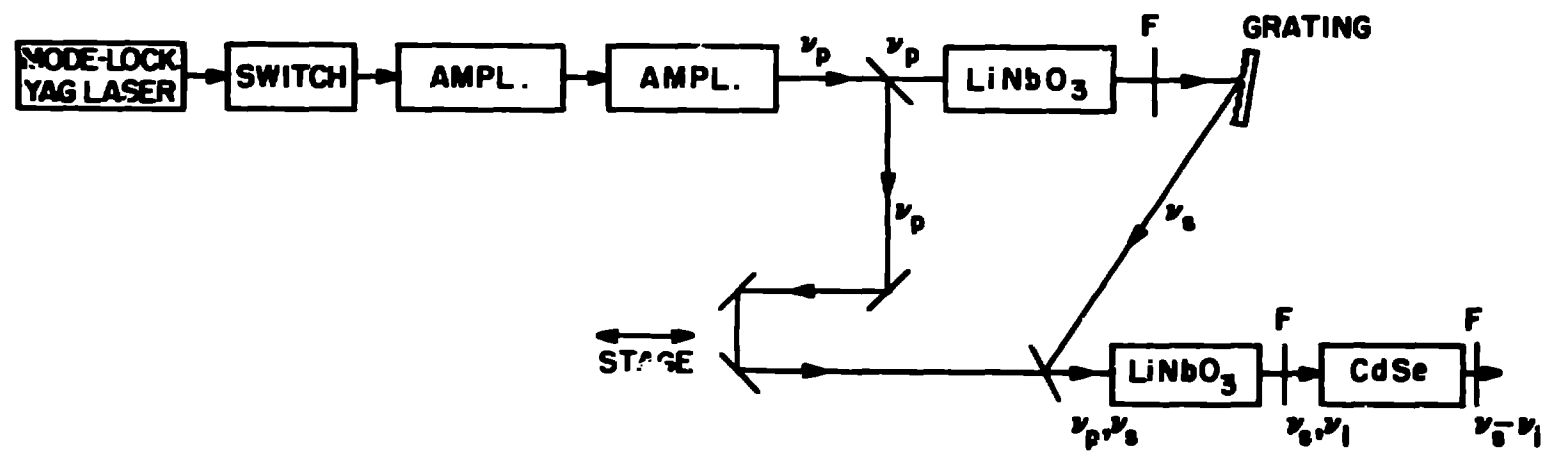 MODE-LOCK
YAG LASER
SWITCH
AMPL.
AMPL.
νp
νp
LiNbO3
F
GRATING
νp
νs
STAGE
LiNbO3
F
CdSe
F
νp,νs
νs,νi
νs-νi